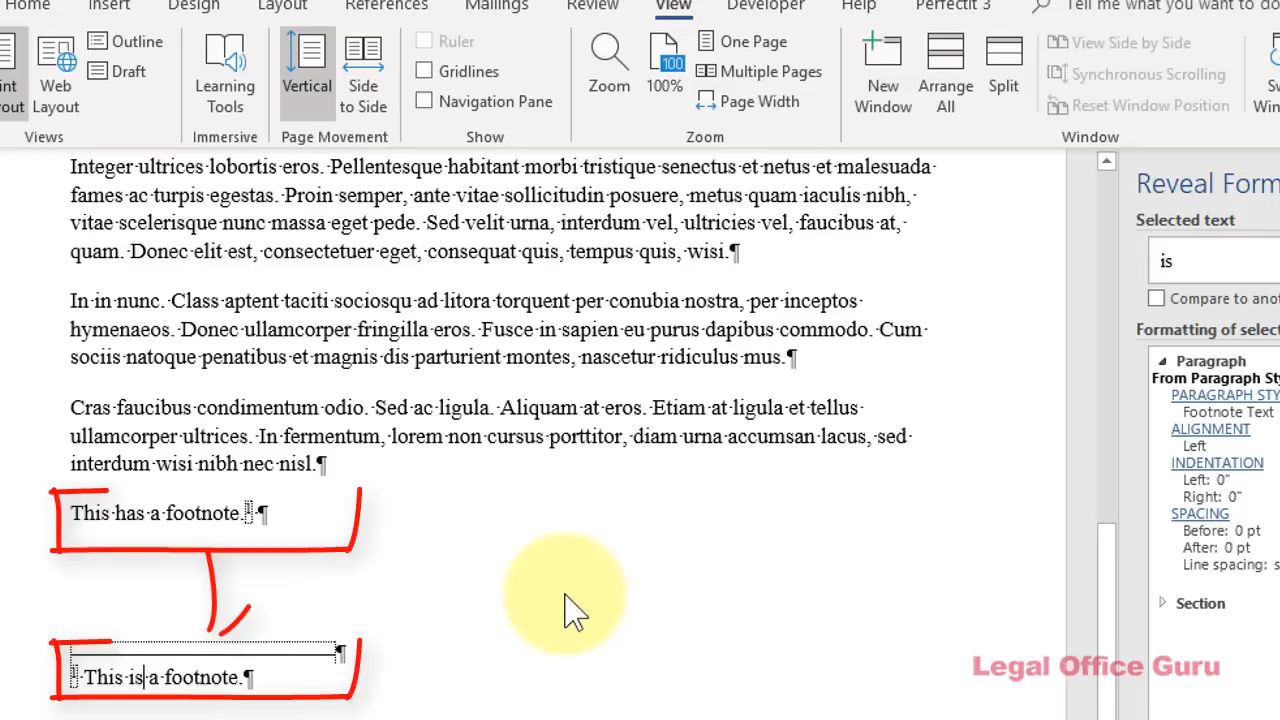 Home Insert Design Layout References Mailings Review View Developer Help PerfectIt 3 Tell me what you want to do
Web Layout
Outline
Draft
Views
Learning Tools
Immersive
Vertical
Side to Side
Page Movement
Ruler
Gridlines
Navigation Pane
Show
Zoom
100
100%
One Page
Multiple Pages
Page Width
Zoom
New Window
Arrange All
Split
View Side by Side
Synchronous Scrolling
Reset Window Position
Window
Integer·ultrices·lobortis·eros.·Pellentesque·habitant·morbi·tristique·senectus·et·netus·et·malesuada·
fames·ac·turpis·egestas.·Proin·semper,·ante·vitae·sollicitudin·posuere,·metus·quam·iaculis·nibh,·
vitae·scelerisque·nunc·massa·eget·pede.·Sed·velit·urna,·interdum·vel,·ultricies·vel,·faucibus·at,·
quam.·Donec·elit·est,·consectetuer·eget,·consequat·quis,·tempus·quis,·wisi.¶
In·in·nunc.·Class·aptent·taciti·sociosqu·ad·litora·torquent·per·conubia·nostra,·per·inceptos·
hymenaeos.·Donec·ullamcorper·fringilla·eros.·Fusce·in·sapien·eu·purus·dapibus·commodo.·Cum·
sociis·natoque·penatibus·et·magnis·dis·parturient·montes,·nascetur·ridiculus·mus.¶
Cras·faucibus·condimentum·odio.·Sed·ac·ligula.·Aliquam·at·eros.·Etiam·at·ligula·et·tellus·
ullamcorper·ultrices.·In·fermentum,·lorem·non·cursus·porttitor,·diam·urna·accumsan·lacus,·sed·
interdum·wisi·nibh·nec·nisl.¶
This·has·a·footnote.·¶
¶
This·is·a·footnote.¶
Reveal Form
Selected text
is
Compare to anot
Formatting of select
Paragraph
From Paragraph Sty
PARAGRAPH STY
Footnote Text
ALIGNMENT
Left
INDENTATION
Left: 0"
Right: 0"
SPACING
Before: 0 pt
After: 0 pt
Line spacing: s
Section
Legal Office Guru